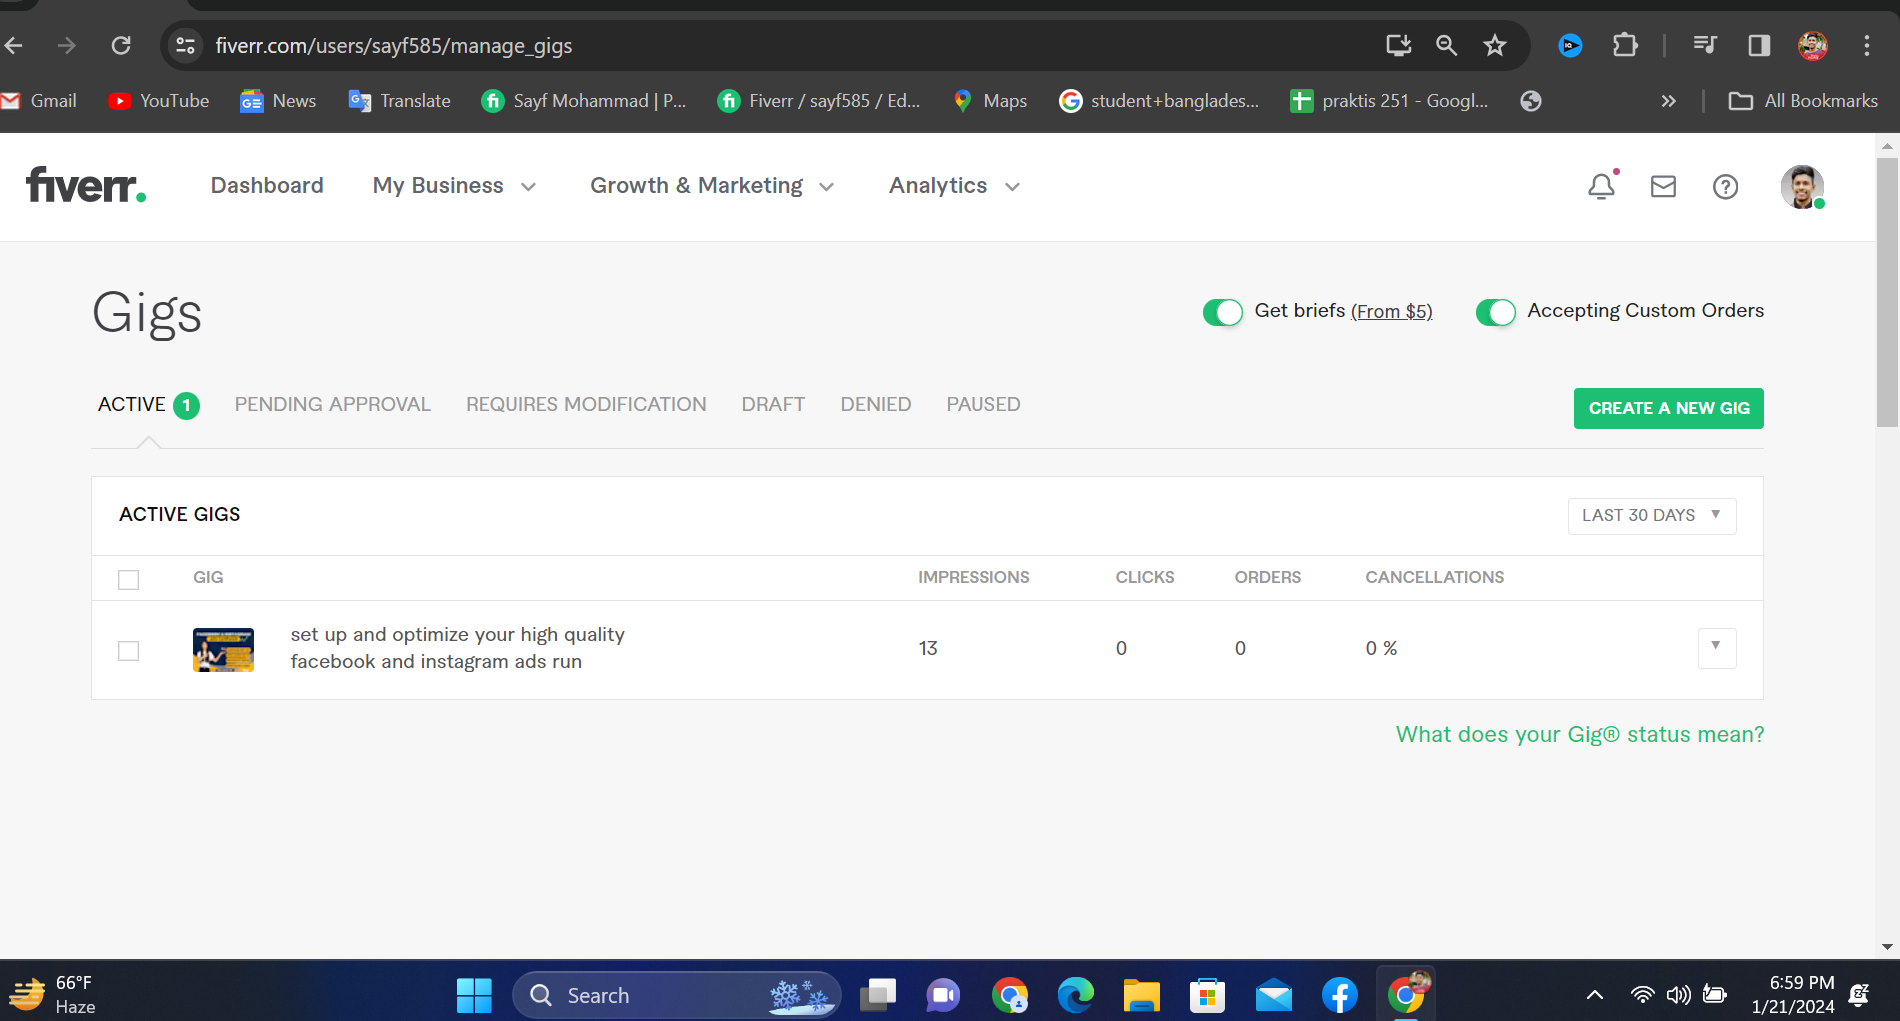 fiverr.com/users/sayf585/manage_gigs
Gmail YouTube News Translate Sayf Mohammad | P... Fiverr / sayf585 / Ed... Maps student+banglades... praktis 251 - Googl... All Bookmarks
fiverr. Dashboard My Business Growth & Marketing Analytics
Gigs
Get briefs (From $5) Accepting Custom Orders
ACTIVE 1 PENDING APPROVAL REQUIRES MODIFICATION DRAFT DENIED PAUSED
CREATE A NEW GIG
ACTIVE GIGS
LAST 30 DAYS
GIG IMPRESSIONS CLICKS ORDERS CANCELLATIONS
set up and optimize your high quality
facebook and instagram ads run
13 0 0 0 %
What does your Gig® status mean?
66°F
Haze
Search
6:59 PM
1/21/2024